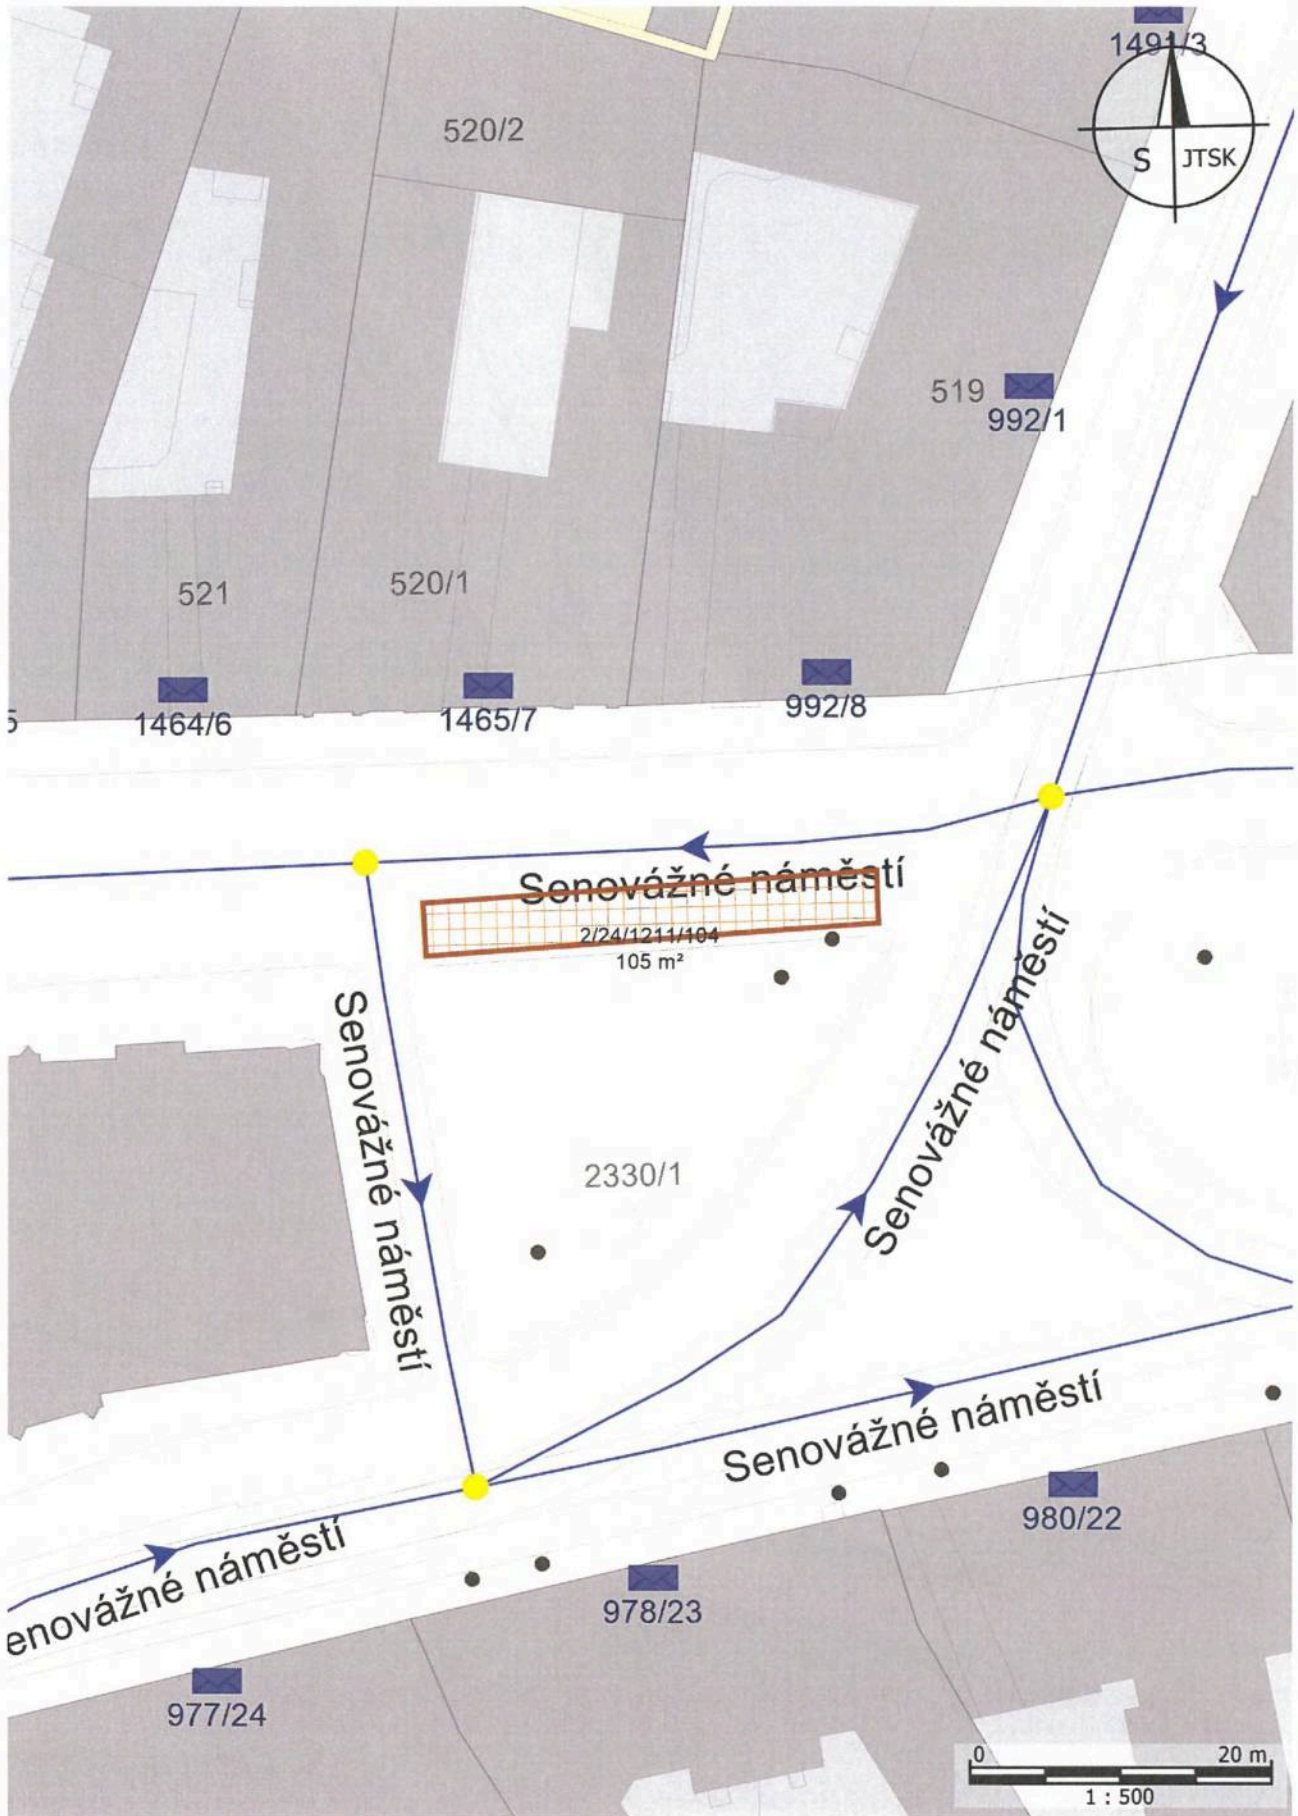 1491/3
S JTSK
520/2
519
992/1
521
520/1
1464/6
1465/7
992/8
Senovážné náměstí
2/24/1211/104
105 m²
Senovážné náměstí
Senovážné náměstí
2330/1
Senovážné náměstí
enovážné náměstí
980/22
978/23
977/24
0 20 m
1 : 500